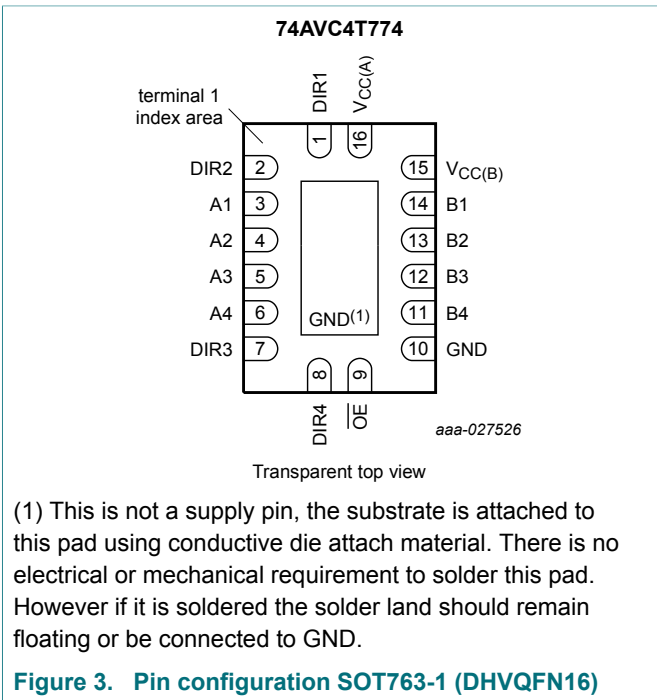 74AVC4T774
terminal 1
index area
DIR1
VCC(A)
1
16
DIR2 2
15 VCC(B)
A1 3
14 B1
A2 4
13 B2
A3 5
12 B3
A4 6
11 B4
GND(1)
DIR3 7
10 GND
8
9
DIR4
OE
aaa-027526
Transparent top view
(1) This is not a supply pin, the substrate is attached to
this pad using conductive die attach material. There is no
electrical or mechanical requirement to solder this pad.
However if it is soldered the solder land should remain
floating or be connected to GND.
Figure 3. Pin configuration SOT763-1 (DHVQFN16)